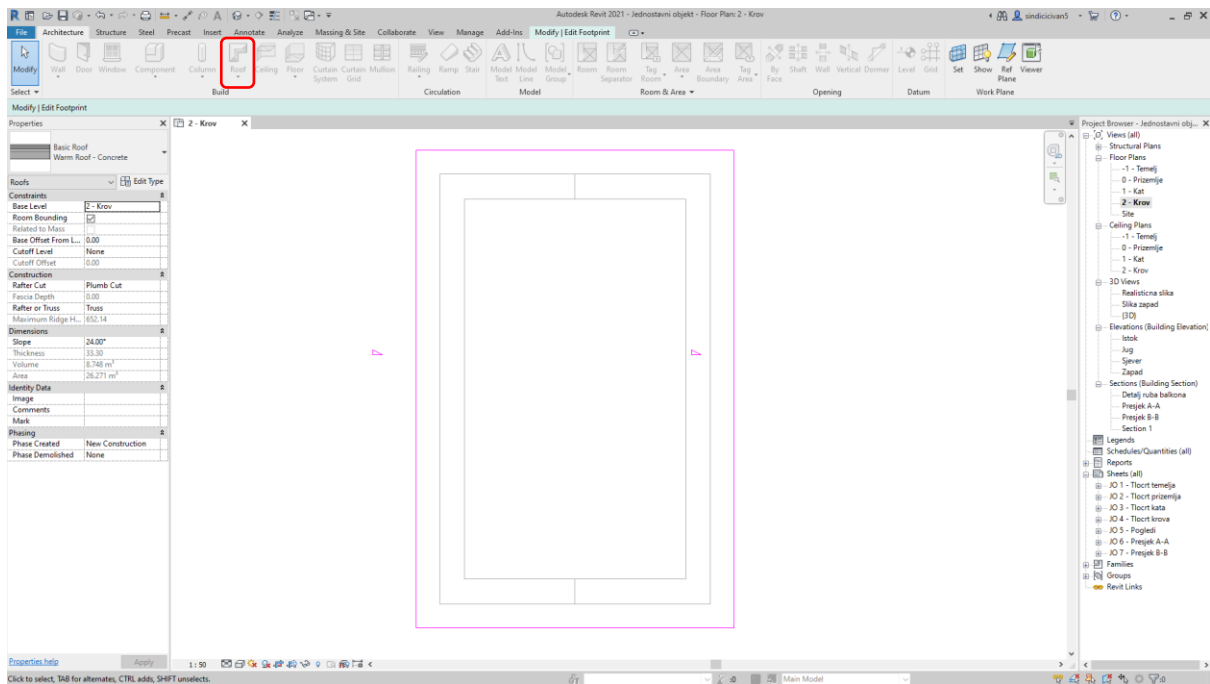 Autodesk Revit 2021 - Jednostavni objekt - Floor Plan: 2 - Krov
sindicicivan5
File Architecture Structure Steel Precast Insert Annotate Analyze Massing & Site Collaborate View Manage Add-Ins Modify | Edit Footprint
Modify Wall Door Window Component Column Roof Ceiling Floor Curtain System Curtain Grid Mullion Railing Ramp Stair Model Text Model Line Model Group Room Room Separator Tag Room Area Area Boundary Tag Area By Face Shaft Wall Vertical Dormer Level Grid Set Show Ref Plane Viewer
Select Build Circulation Model Room & Area Opening Datum Work Plane
Modify | Edit Footprint
Properties
2 - Krov
Basic Roof
Warm Roof - Concrete
Roofs Edit Type
Constraints
Base Level 2 - Krov
Room Bounding
Related to Mass
Base Offset From L... 0.00
Cutoff Level None
Cutoff Offset 0.00
Construction
Rafter Cut Plumb Cut
Fascia Depth 0.00
Rafter or Truss Truss
Maximum Ridge H... 652.14
Dimensions
Slope 24.00°
Thickness 33.30
Volume 8.748 m³
Area 26.271 m²
Identity Data
Image
Comments
Mark
Phasing
Phase Created New Construction
Phase Demolished None
Properties help Apply
1 : 50
Click to select, TAB for alternates, CTRL adds, SHIFT unselects.
:0 Main Model
:0
Project Browser - Jednostavni obj...
Views (all)
Structural Plans
Floor Plans
-1 - Temelj
0 - Prizemlje
1 - Kat
2 - Krov
Site
Ceiling Plans
-1 - Temelj
0 - Prizemlje
1 - Kat
2 - Krov
3D Views
Realisticna slika
Slika zapad
{3D}
Elevations (Building Elevation)
Istok
Jug
Sjever
Zapad
Sections (Building Section)
Detalj ruba balkona
Presjek A-A
Presjek B-B
Section 1
Legends
Schedules/Quantities (all)
Reports
Sheets (all)
JO 1 - Tlocrt temelja
JO 2 - Tlocrt prizemlja
JO 3 - Tlocrt kata
JO 4 - Tlocrt krova
JO 5 - Pogledi
JO 6 - Presjek A-A
JO 7 - Presjek B-B
Families
Groups
Revit Links